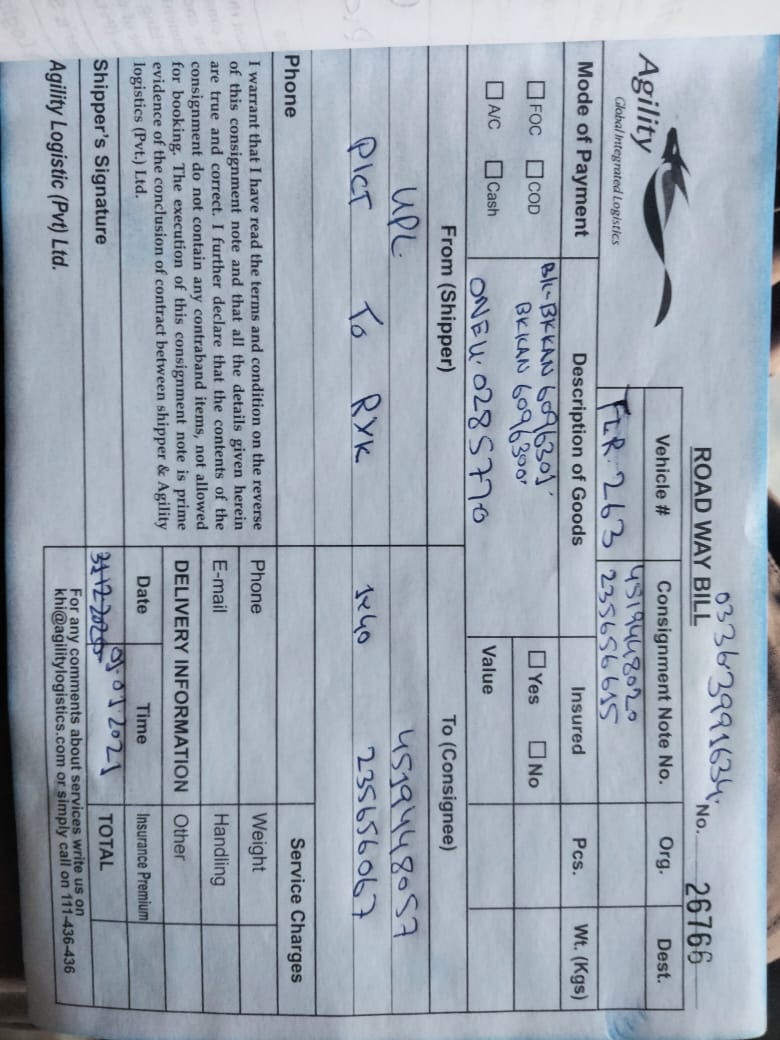 03363991634.
ROAD WAY BILL No. 26766
Agility
Global Integrated Logistics
Vehicle # Consignment Note No. Org. Dest.
4519448020
263 235656615
Mode of Payment Description of Goods Insured Pcs. Wt. (Kgs)
FOC COD BKKAN 6096301 Yes No
BKKAN 6096300
A/C Cash Value
ONEU. 0285770
From (Shipper) To (Consignee)
UPL 4519448057
PICT To RYK 1x40 235656067
Phone Service Charges
I warrant that I have read the terms and condition on the reverse
of this consignment note and that all the details given herein
are true and correct. I further declare that the contents of the
consignment do not contain any contraband items, not allowed
for booking. The execution of this consignment note is prime
evidence of the conclusion of contract between shipper & Agility
logistics (Pvt.) Ltd.
Phone Weight
E-mail Handling
DELIVERY INFORMATION Other
Date Time Insurance Premium
31-12-2020 01.01.2021
Shipper's Signature TOTAL
Agility Logistic (Pvt) Ltd.
For any comments about services write us on
khi@agilitylogistics.com or simply call on 111-436-436